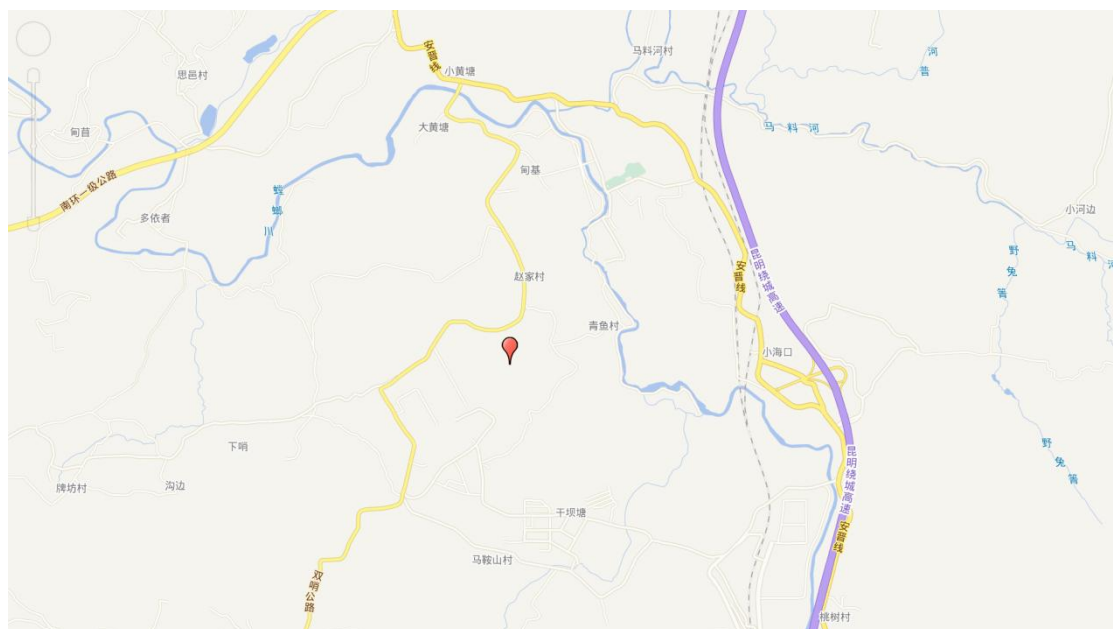 安晋线
马料河村
小黄塘
思邑村
河
箐
大黄塘
甸苴
马料河
甸基
南环一级公路
螳螂川
多依者
小河边
野兔箐
马料河
昆明绕城高速
安晋线
赵家村
青鱼村
小海口
下哨
野兔箐
昆明绕城高速
牌坊村
沟边
干坝塘
安晋线
马鞍山村
双哨公路
桃树村